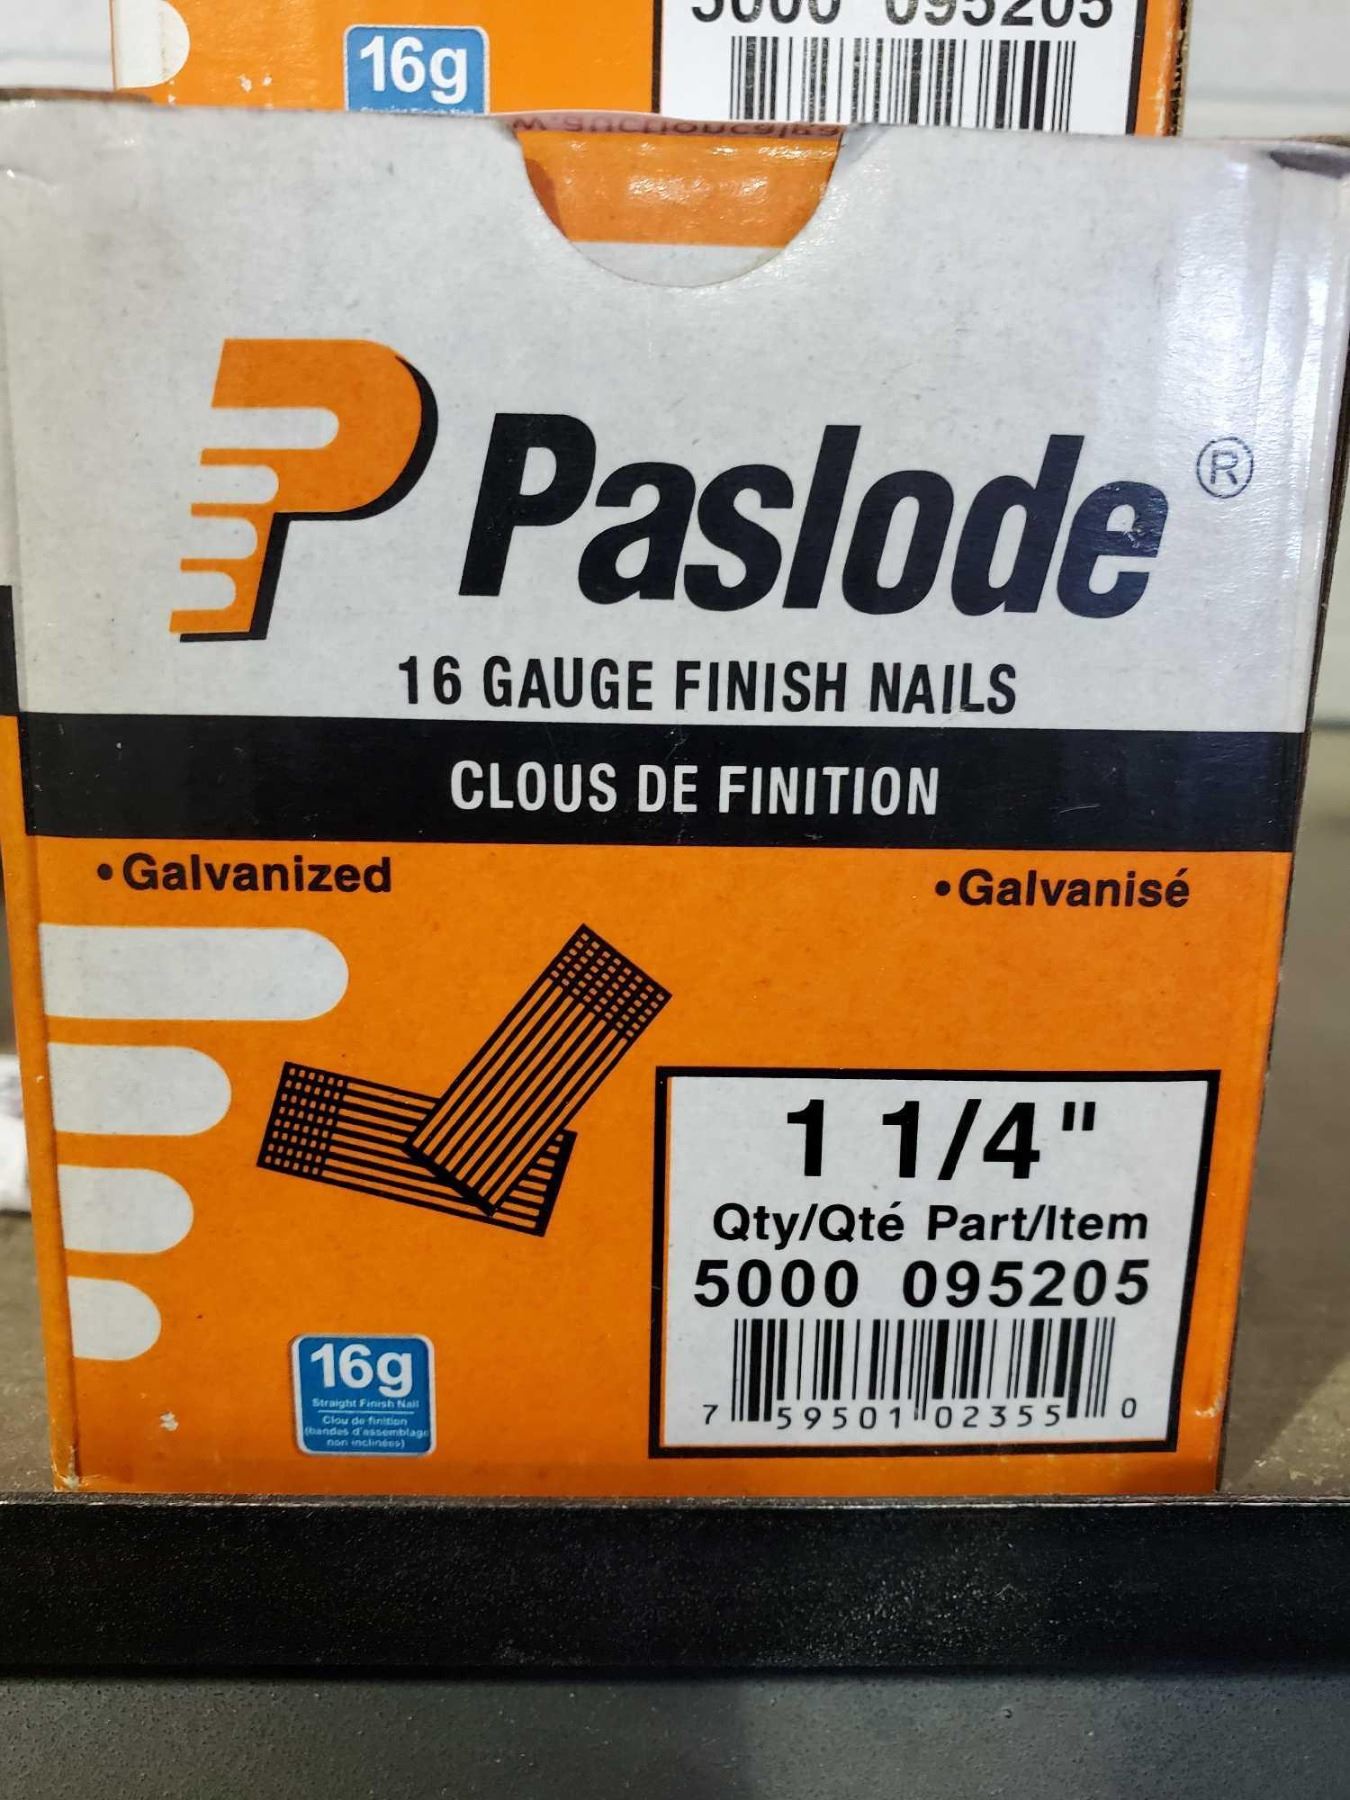 5000 095205
16g
Paslode®
16 GAUGE FINISH NAILS
CLOUS DE FINITION
•Galvanized
•Galvanisé
1 1/4"
Qty/Qté Part/Item
5000 095205
7 59501 02355 0
16g
Straight Finish Nail
Clou de finition
(bandes d'assemblage
non inclinées)